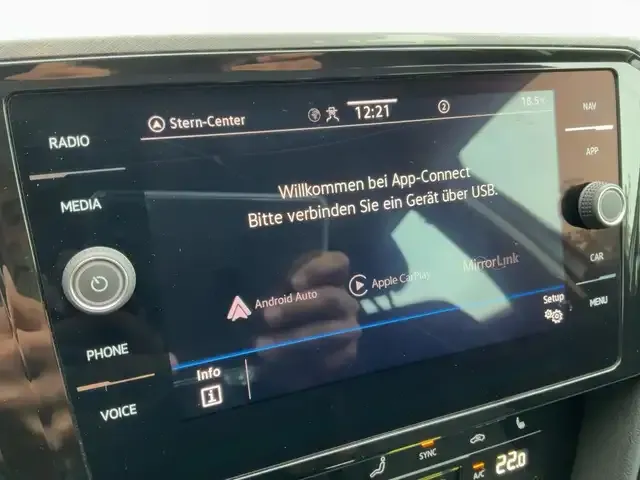 RADIO
MEDIA
PHONE
VOICE
Stern-Center
12:21
2
18.5
Willkommen bei App-Connect
Bitte verbinden Sie ein Gerät über USB.
Android Auto
Apple CarPlay
MirrorLink
Info
Setup
NAV
APP
CAR
MENU
SYNC
A/C
22.0